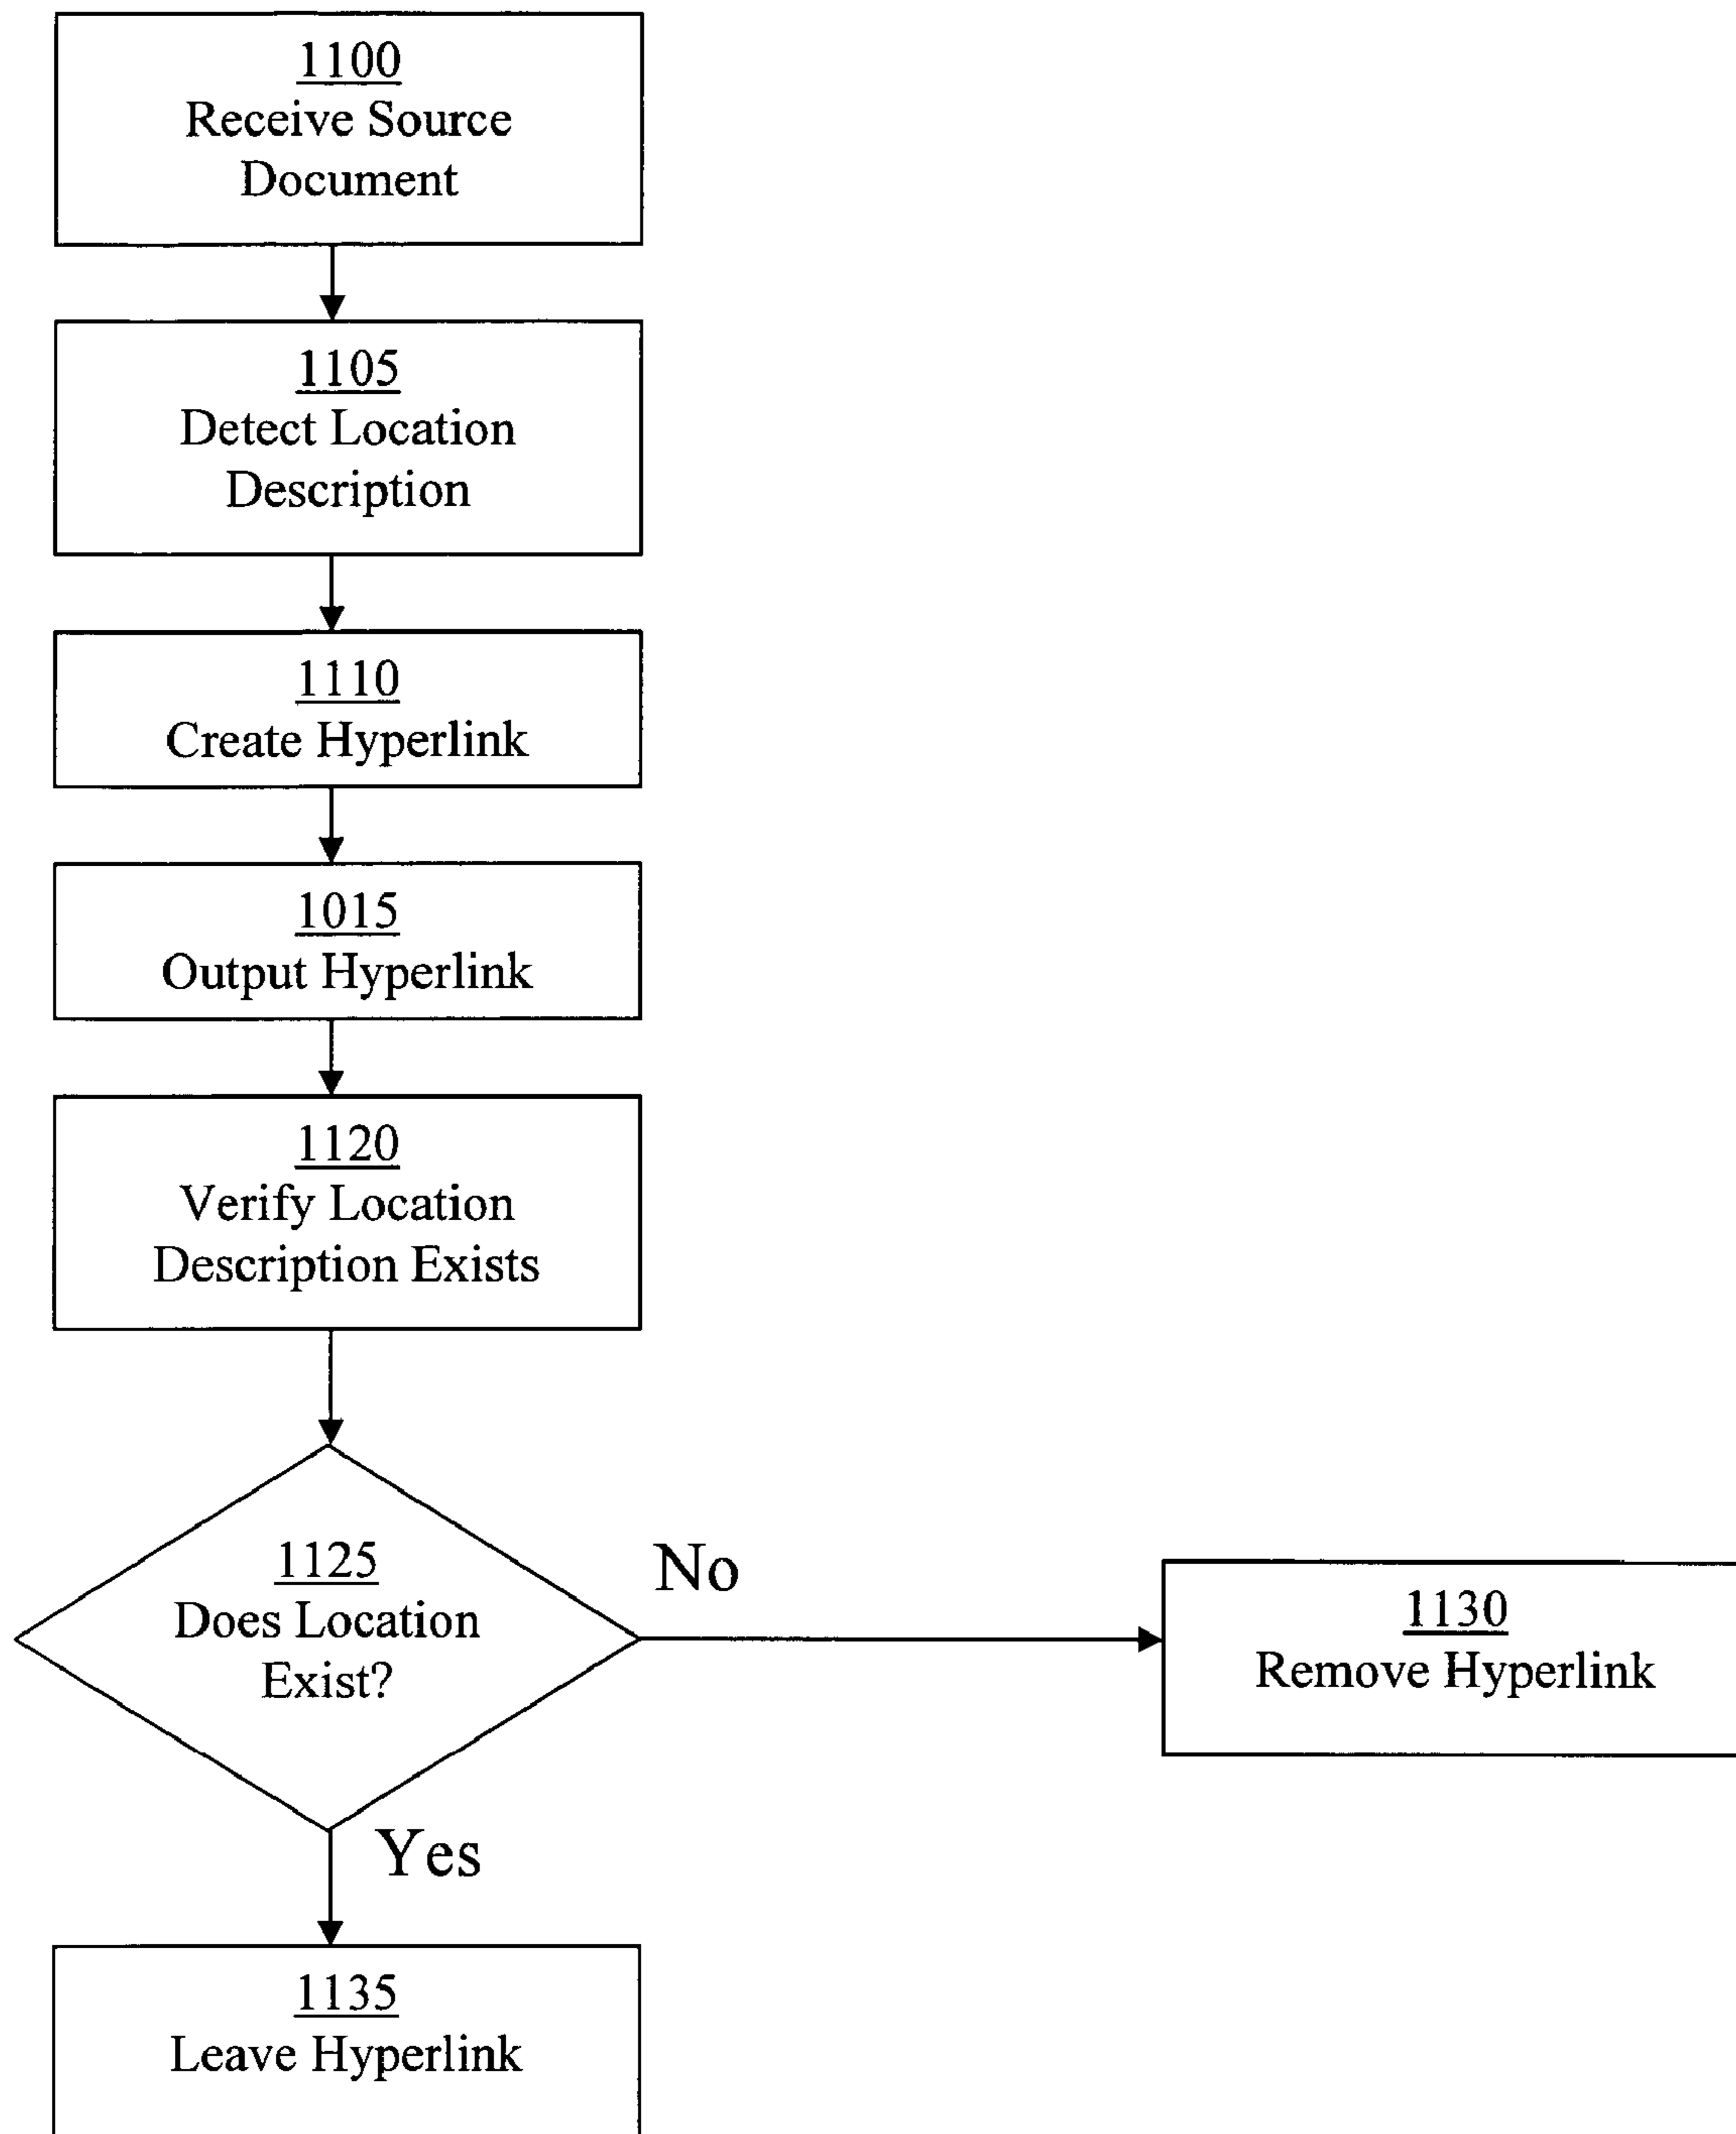 1100
Receive Source
Document
1105
Detect Location
Description
1110
Create Hyperlink
1015
Output Hyperlink
1120
Verify Location
Description Exists
1125
Does Location
Exist?
No
1130
Remove Hyperlink
Yes
1135
Leave Hyperlink